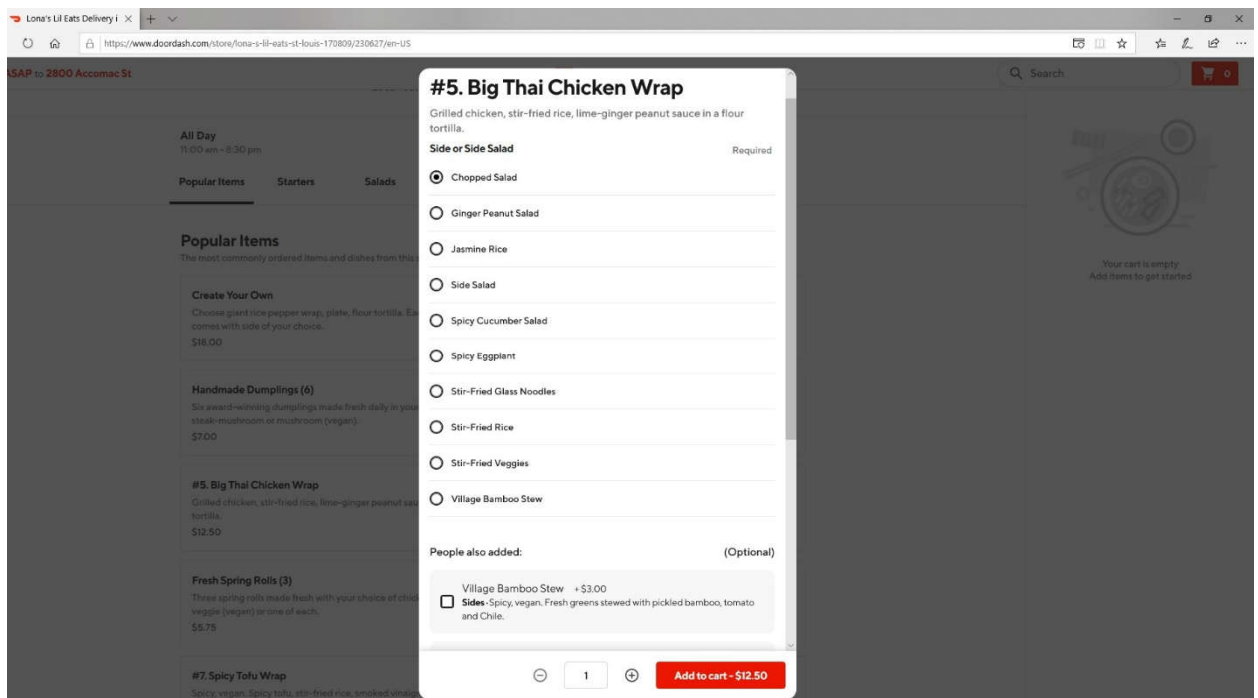 Lona's Lil Eats Delivery i
https://www.doordash.com/store/lona-s-lil-eats-st-louis-170809/230627/en-US
ASAP to 2800 Accomac St
Search
0
All Day
11:00 am - 8:30 pm
Popular Items
Starters
Salads
Popular Items
The most commonly ordered items and dishes from this
Create Your Own
Choose giant rice pepper wrap, plate, flour tortilla. Ea
comes with side of your choice.
$18.00
Handmade Dumplings (6)
Six award-winning dumplings made fresh daily in your
steak-mushroom or mushroom (vegan).
$7.00
#5. Big Thai Chicken Wrap
Grilled chicken, stir-fried rice, lime-ginger peanut sau
tortilla.
$12.50
Fresh Spring Rolls (3)
Three spring rolls made fresh with your choice of chic
veggie (vegan) or one of each.
$5.75
#7. Spicy Tofu Wrap
Spicy, vegan. Spicy tofu, stir-fried rice, smoked vinaig
#5. Big Thai Chicken Wrap
Grilled chicken, stir-fried rice, lime-ginger peanut sauce in a flour
tortilla.
Side or Side Salad
Required
Chopped Salad
Ginger Peanut Salad
Jasmine Rice
Side Salad
Spicy Cucumber Salad
Spicy Eggplant
Stir-Fried Glass Noodles
Stir-Fried Rice
Stir-Fried Veggies
Village Bamboo Stew
People also added:
(Optional)
Village Bamboo Stew +$3.00
Sides · Spicy, vegan. Fresh greens stewed with pickled bamboo, tomato
and Chile.
1
Add to cart - $12.50
Your cart is empty
Add items to get started